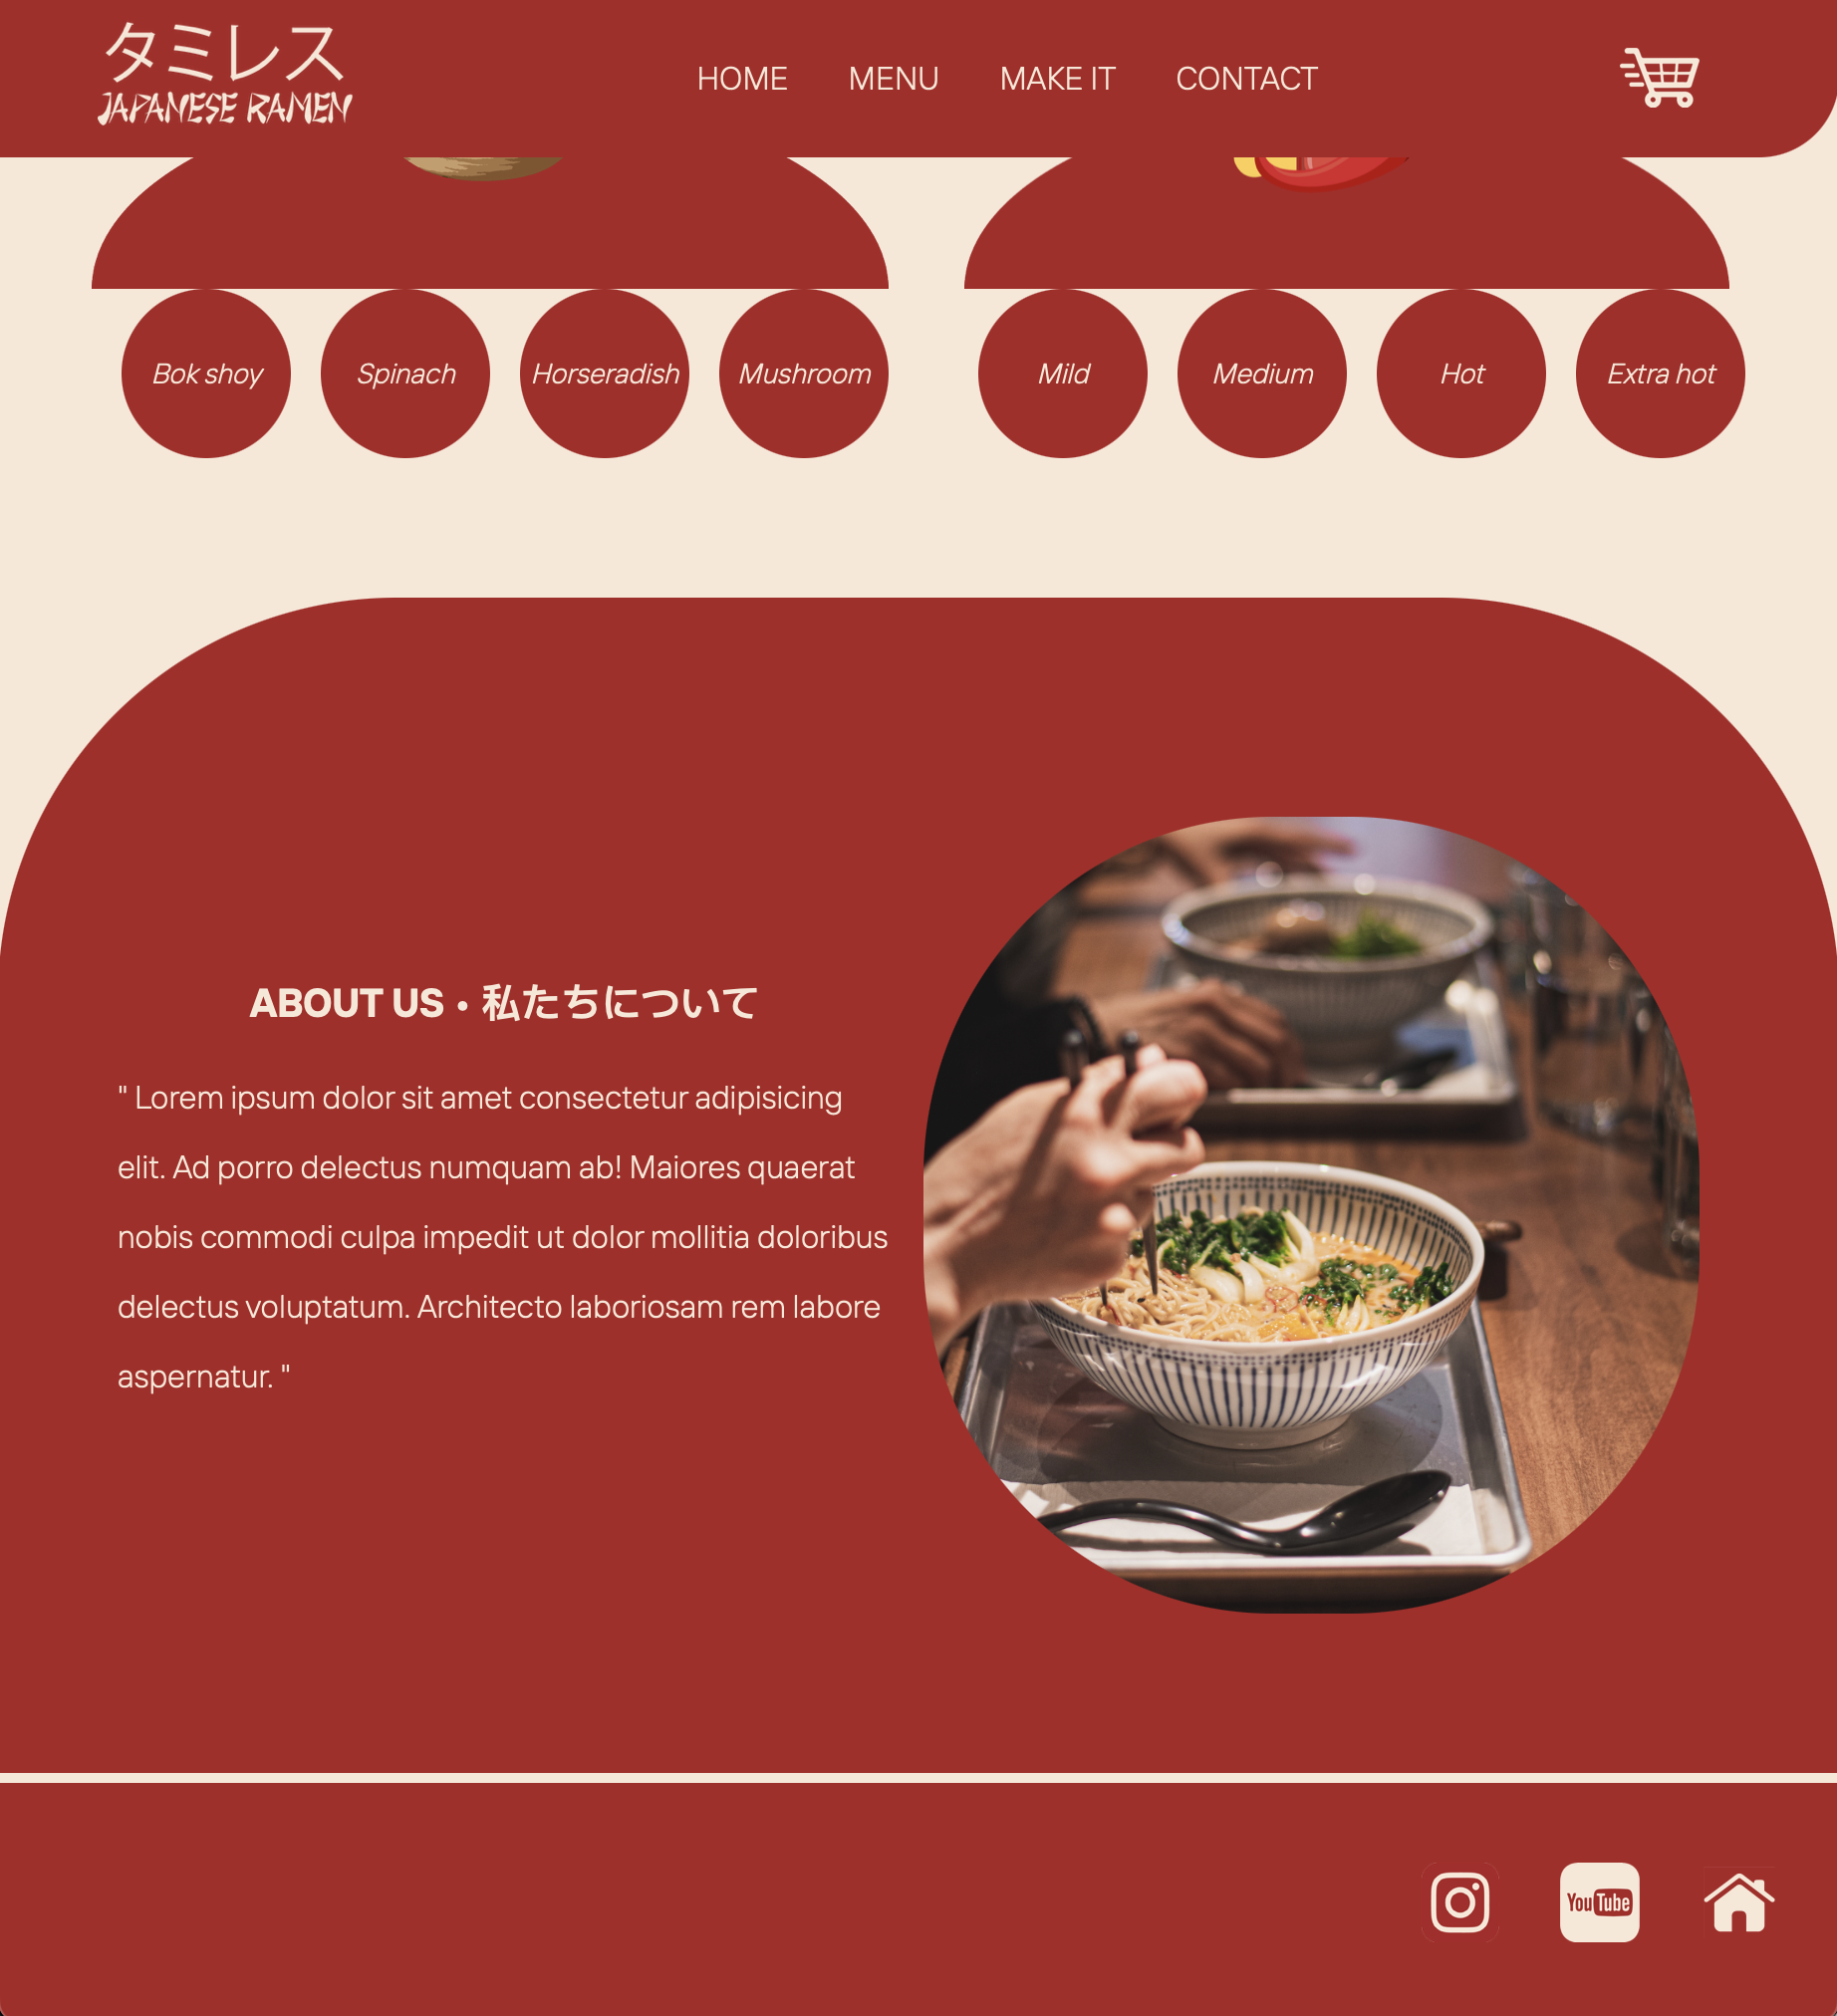 タミレス
JAPANESE RAMEN
HOME MENU MAKE IT CONTACT
Bok shoy Spinach Horseradish Mushroom Mild Medium Hot Extra hot
ABOUT US • 私たちについて
" Lorem ipsum dolor sit amet consectetur adipisicing
elit. Ad porro delectus numquam ab! Maiores quaerat
nobis commodi culpa impedit ut dolor mollitia doloribus
delectus voluptatum. Architecto laboriosam rem labore
aspernatur. "
YouTube